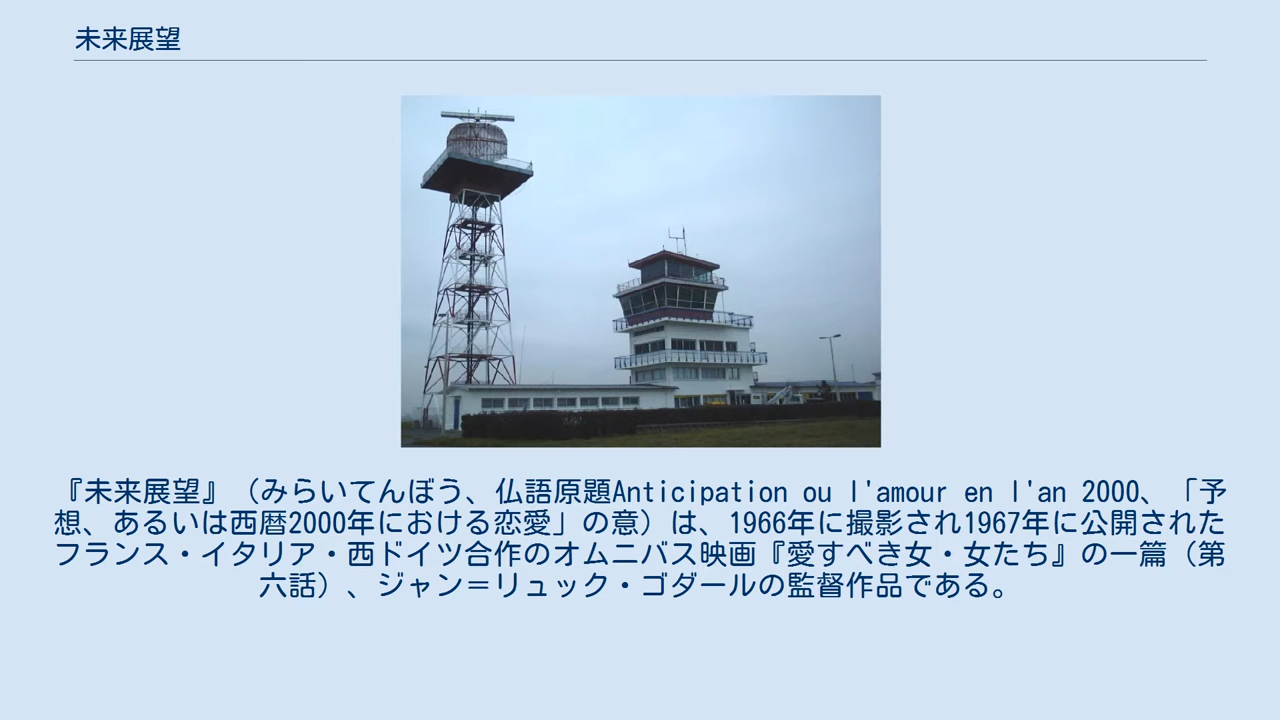 未来展望
『未来展望』（みらいてんぼう、仏語原題Anticipation ou l'amour en l'an 2000、「予
想、あるいは西暦2000年における恋愛」の意）は、1966年に撮影され1967年に公開された
フランス・イタリア・西ドイツ合作のオムニバス映画『愛すべき女・女たち』の一篇（第
六話）、ジャン＝リュック・ゴダールの監督作品である。